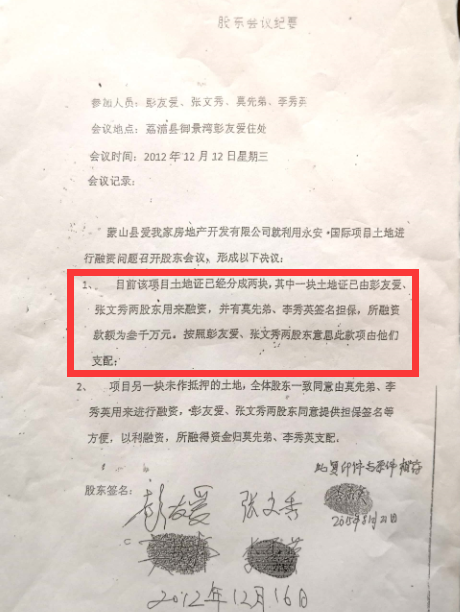 股东会议纪要
参加人员：彭友爱、张文秀、莫先弟、李秀英
会议地点：荔浦县御景湾彭友爱住处
会议时间：2012年12月12日星期三
会议记录：
蒙山县爱我家房地产开发有限公司就利用永安·国际项目土地进
行融资问题召开股东会议，形成以下决议：
1、 目前该项目土地证已经分成两块，其中一块土地证已由彭友爱、
张文秀两股东用来融资，并有莫先弟、李秀英签名担保，所融资
款额为叁千万元。按照彭友爱、张文秀两股东意思此款项由他们
支配；
2、 项目另一块未作抵押的土地，全体股东一致同意由莫先弟、李
秀英用来进行融资，彭友爱、张文秀两股东同意提供担保签名等
方便，以利融资，所融得资金归莫先弟、李秀英支配。
此复印件与原件相符
股东签名：
彭友爱 张文秀
2012年12月16日